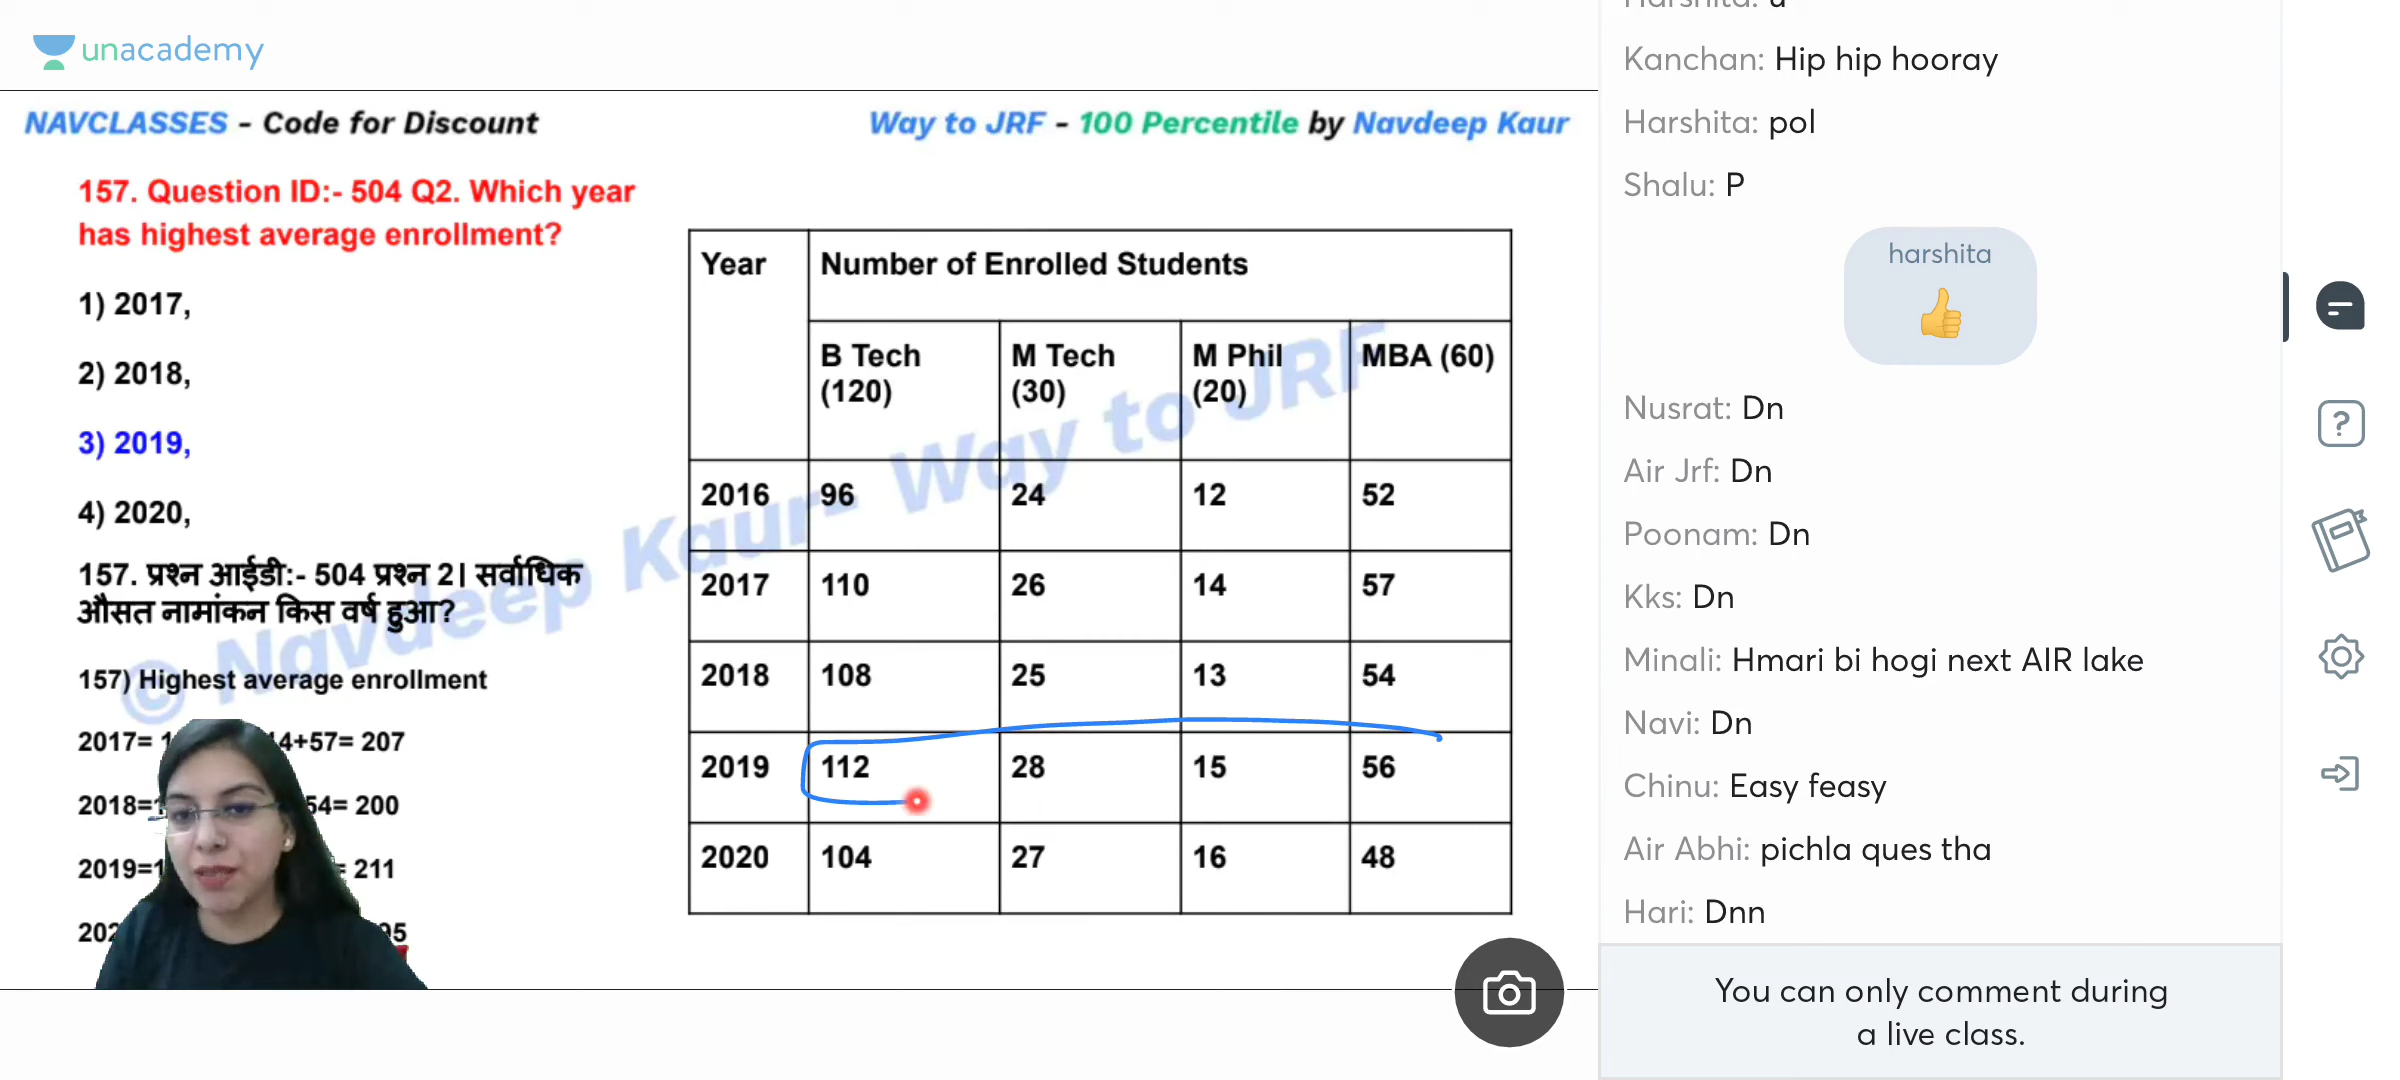 unacademy
NAVCLASSES - Code for Discount
Way to JRF - 100 Percentile by Navdeep Kaur
157. Question ID:- 504 Q2. Which year
has highest average enrollment?
1) 2017,
2) 2018,
3) 2019,
4) 2020,
157. प्रश्न आईडी:- 504 प्रश्न 2। सर्वाधिक
औसत नामांकन किस वर्ष हुआ?
157) Highest average enrollment
2017= 4+57= 207
2018= 54= 200
2019= = 211
Year Number of Enrolled Students
B Tech M Tech M Phil MBA (60)
(120) (30) (20)
2016 96 24 12 52
2017 110 26 14 57
2018 108 25 13 54
2019 112 28 15 56
2020 104 27 16 48
© Navdeep Kaur- Way to JRF
Kanchan: Hip hip hooray
Harshita: pol
Shalu: P
harshita
Nusrat: Dn
Air Jrf: Dn
Poonam: Dn
Kks: Dn
Minali: Hmari bi hogi next AIR lake
Navi: Dn
Chinu: Easy feasy
Air Abhi: pichla ques tha
Hari: Dnn
You can only comment during
a live class.